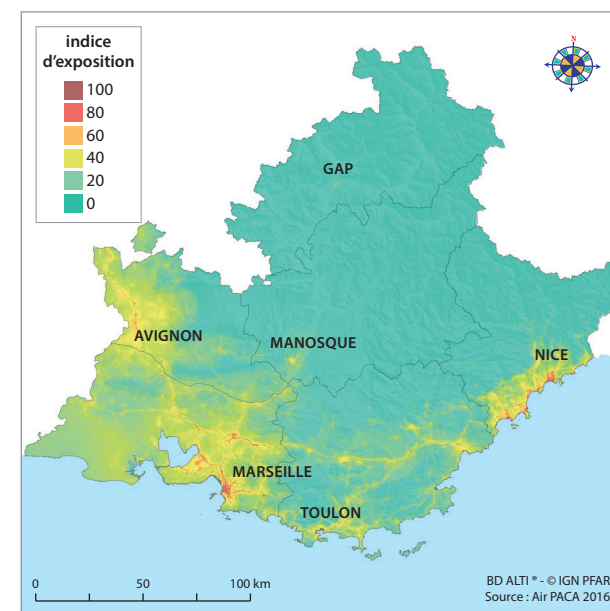 indice
d'exposition
100
80
60
40
20
0
N
GAP
AVIGNON
MANOSQUE
NICE
MARSEILLE
TOULON
0 50 100 km
BD ALTI ® - © IGN PFAR
Source : Air PACA 2016